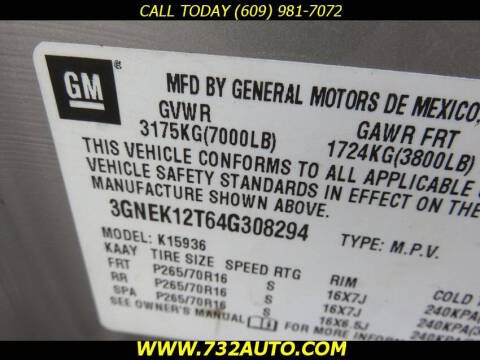 CALL TODAY (609) 981-7072
GM
®
MFD BY GENERAL MOTORS DE MEXICO,
GVWR GAWR FRT
3175KG(7000LB) 1724KG(3800LB)
THIS VEHICLE CONFORMS TO ALL APPLICABLE
VEHICLE SAFETY STANDARDS IN EFFECT
MANUFACTURE SHOWN ABOVE.
3GNEK12T64G308294 TYPE: M.P.V.
MODEL: K15936
KAAY TIRE SIZE SPEED RTG RIM COLD
FRT P265/70R16 S 16X7J 240KPA
RR P265/70R16 S 16X7J 240KPA
SPA P265/70R16 S 16X6.5J 240KPA
SEE OWNER'S MANUAL FOR MORE INFORMATION.
WWW.732AUTO.COM